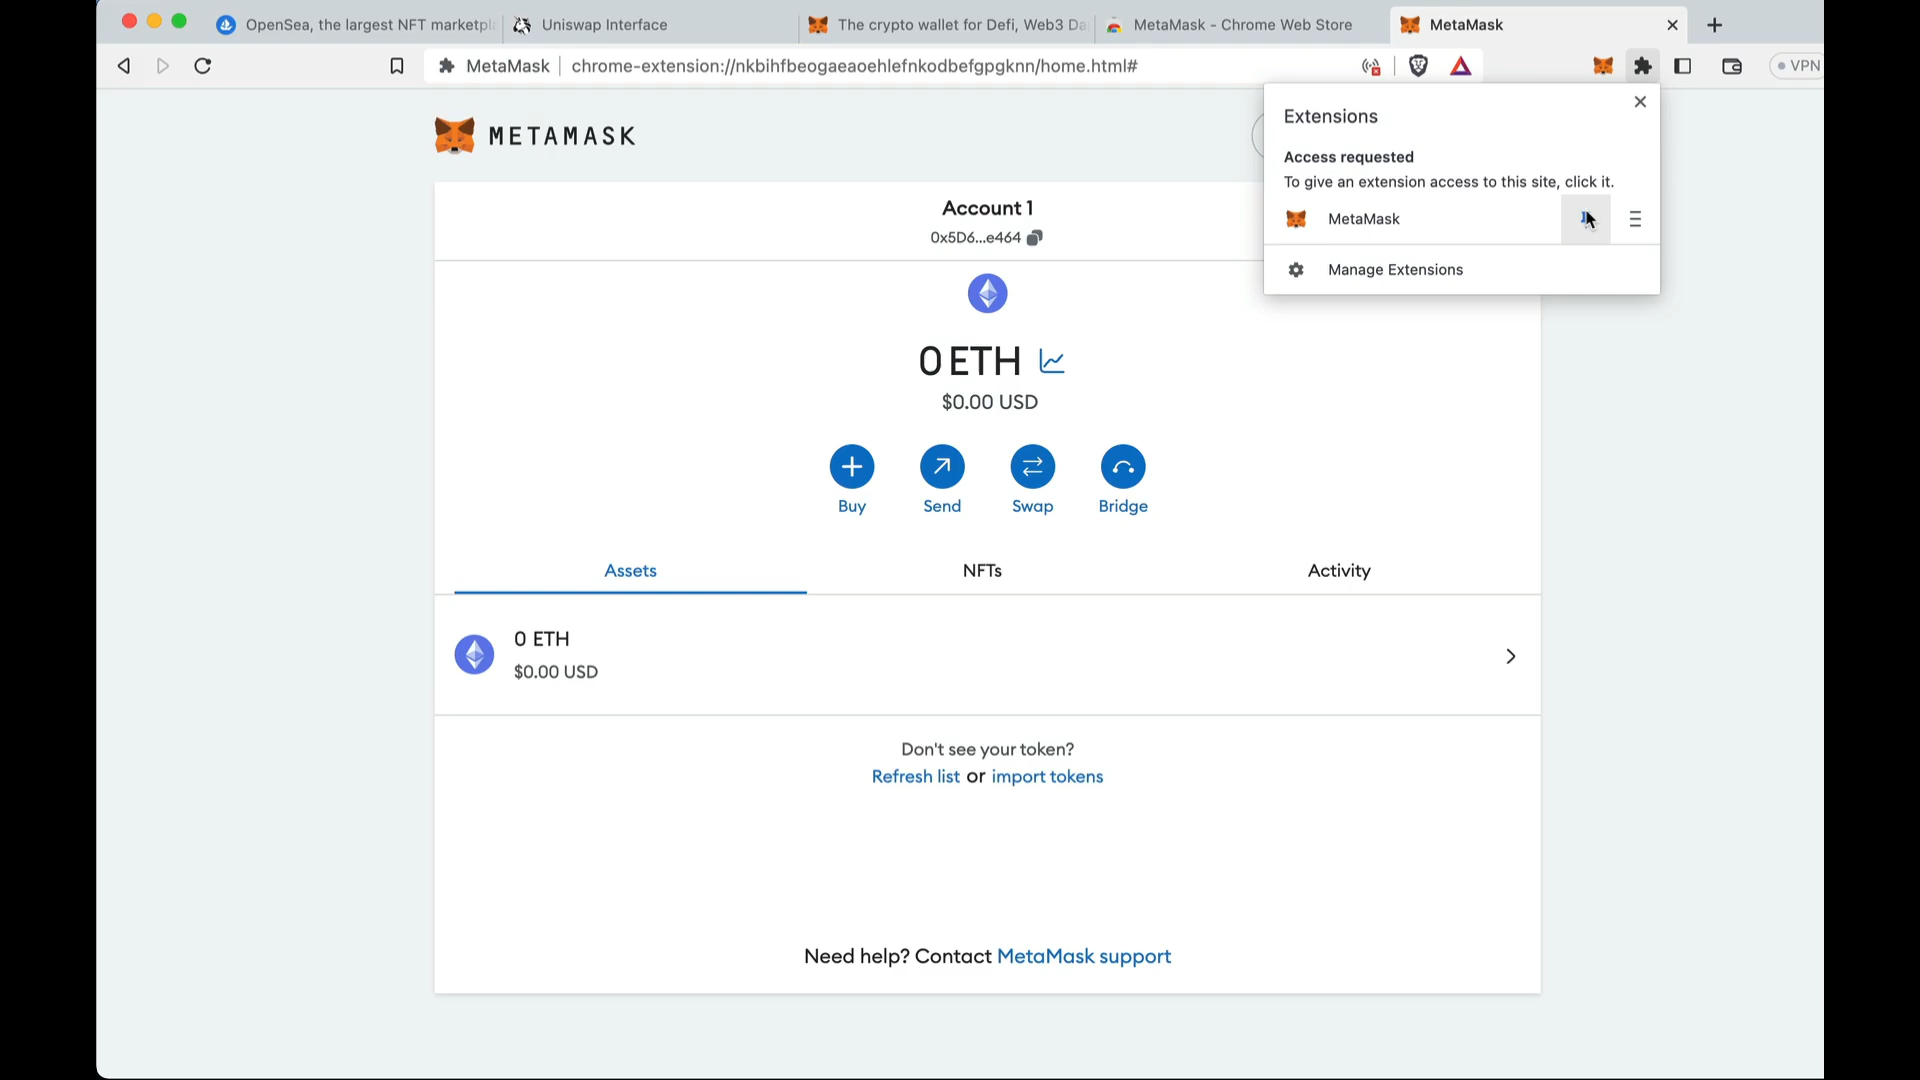 OpenSea, the largest NFT marketpl
Uniswap Interface
The crypto wallet for Defi, Web3 Da
MetaMask - Chrome Web Store
MetaMask
MetaMask
chrome-extension://nkbihfbeogaeaoehlefnkodbefgpgknn/home.html#
VPN
METAMASK
Extensions
Access requested
To give an extension access to this site, click it.
MetaMask
Manage Extensions
Account 1
0x5D6...e464
0 ETH
$0.00 USD
Buy
Send
Swap
Bridge
Assets
NFTs
Activity
0 ETH
$0.00 USD
Don't see your token?
Refresh list or import tokens
Need help? Contact MetaMask support